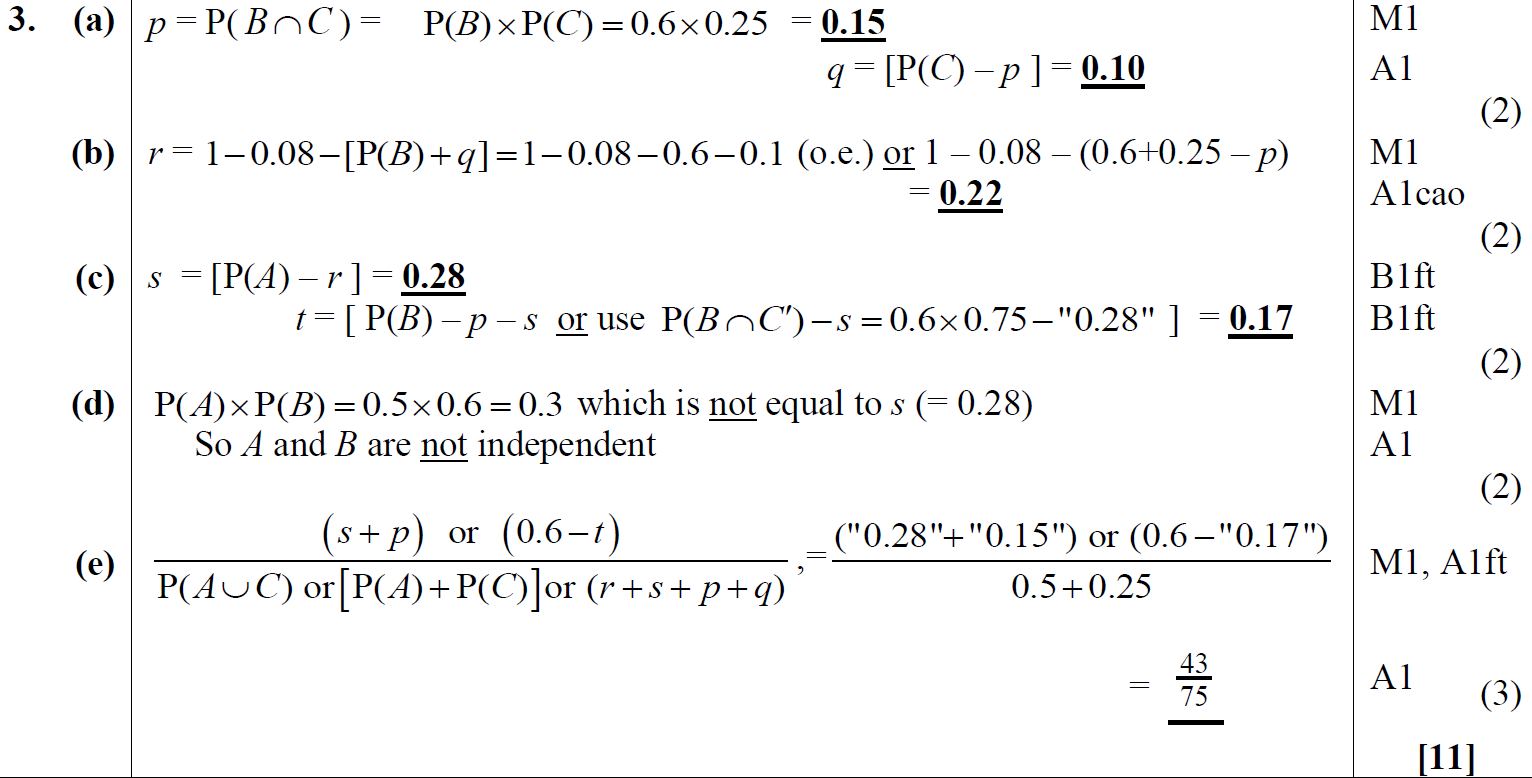 3. (a) p = P(B∩C) = P(B)×P(C) = 0.6×0.25 = 0.15 M1
q = [P(C) – p] = 0.10 A1
(2)
(b) r = 1–0.08–[P(B)+q]=1–0.08–0.6–0.1 (o.e.) or 1 – 0.08 – (0.6+0.25 – p) M1
= 0.22 A1cao
(2)
(c) s = [P(A) – r ] = 0.28 B1ft
t = [ P(B) – p – s or use P(B∩C′) – s = 0.6×0.75–"0.28" ] = 0.17 B1ft
(2)
(d) P(A)×P(B) = 0.5×0.6 = 0.3 which is not equal to s (= 0.28) M1
So A and B are not independent A1
(2)
(s+p) or (0.6–t) ("0.28"+"0.15") or (0.6–"0.17")
(e) ,= M1, A1ft
P(A∪C) or [P(A)+P(C)] or (r+s+p+q) 0.5+0.25
= 43/75 A1 (3)
[11]